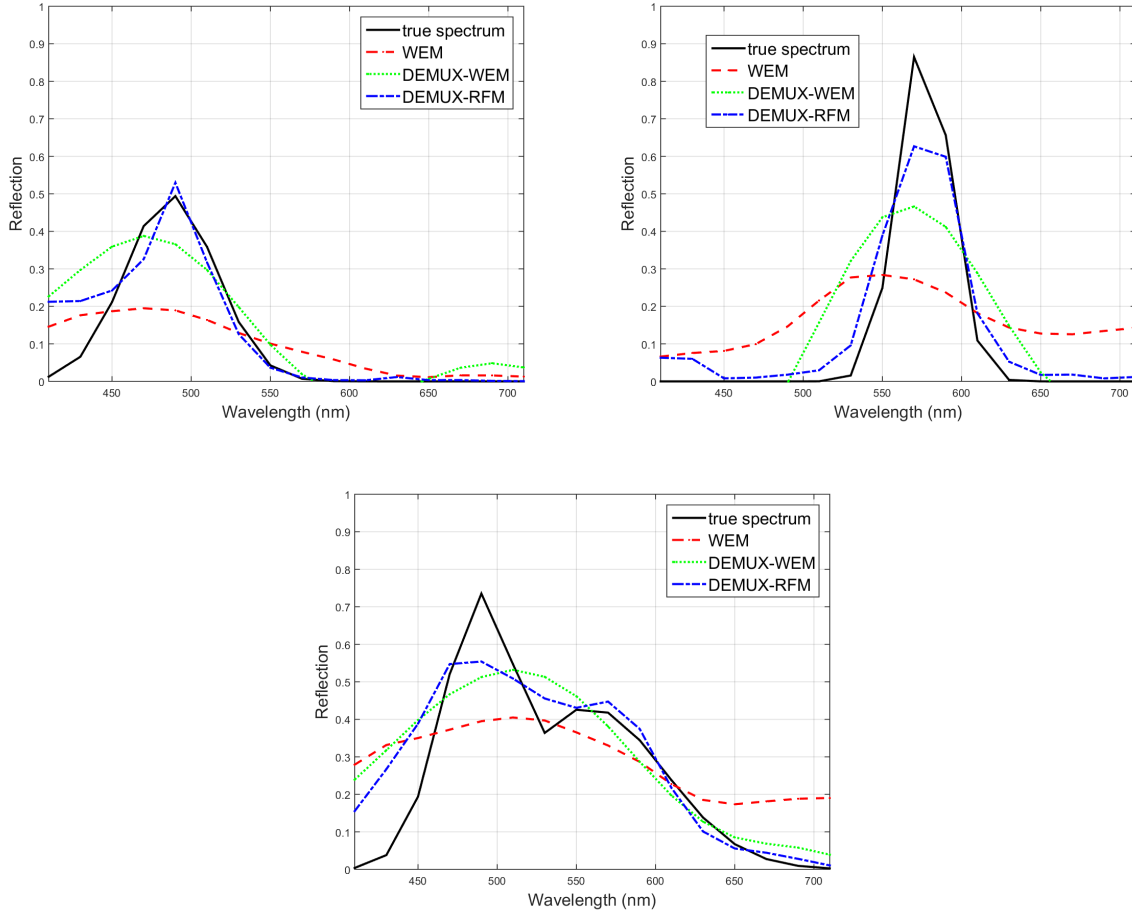 1
0.9
0.8
0.7
0.6
0.5
0.4
0.3
0.2
0.1
0
Reflection
450 500 550 600 650 700
Wavelength (nm)
true spectrum
WEM
DEMUX-WEM
DEMUX-RFM
1
0.9
0.8
0.7
0.6
0.5
0.4
0.3
0.2
0.1
0
Reflection
450 500 550 600 650 700
Wavelength (nm)
true spectrum
WEM
DEMUX-WEM
DEMUX-RFM
1
0.9
0.8
0.7
0.6
0.5
0.4
0.3
0.2
0.1
0
Reflection
450 500 550 600 650 700
Wavelength (nm)
true spectrum
WEM
DEMUX-WEM
DEMUX-RFM